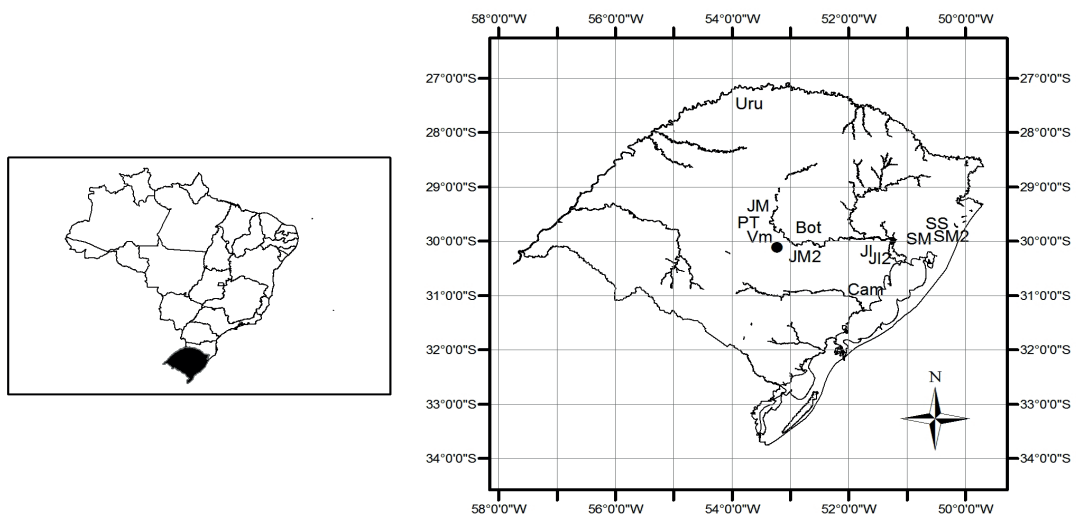 58°0'0"W 56°0'0"W 54°0'0"W 52°0'0"W 50°0'0"W
27°0'0"S 27°0'0"S
Uru
28°0'0"S 28°0'0"S
29°0'0"S 29°0'0"S
JM
PT Bot SS
Vm SM SM2
30°0'0"S 30°0'0"S
JM2 JI JI2
31°0'0"S Cam 31°0'0"S
32°0'0"S 32°0'0"S
N
33°0'0"S 33°0'0"S
34°0'0"S 34°0'0"S
58°0'0"W 56°0'0"W 54°0'0"W 52°0'0"W 50°0'0"W